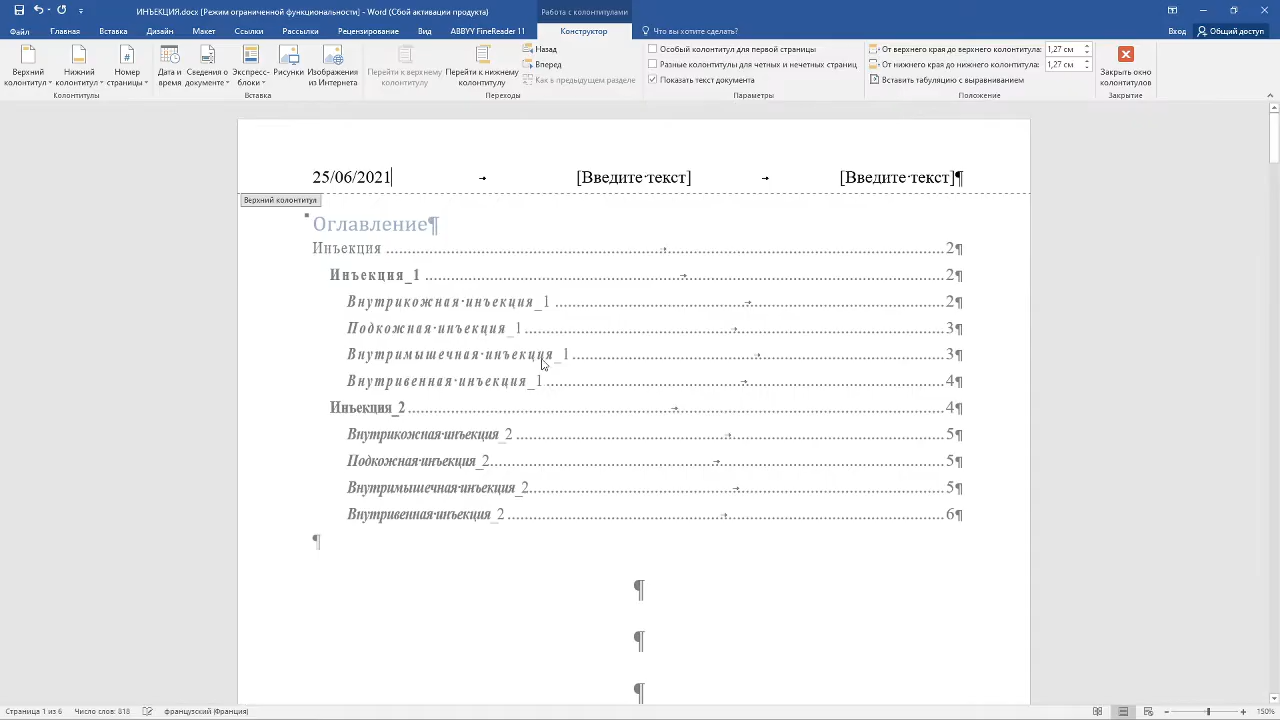 ИНЪЕКЦИЯ.docx [Режим ограниченной функциональности] - Word (Сбой активации продукта)
Работа с колонтитулами
Файл Главная Вставка Дизайн Макет Ссылки Рассылки Рецензирование Вид ABBYY FineReader 11 Конструктор Что вы хотите сделать? Вход Общий доступ
Верхний колонтитул
Нижний колонтитул
Номер страницы
Колонтитулы
Дата и время
Сведения о документе
Экспресс-блоки
Рисунки
Изображения из Интернета
Вставка
Перейти к верхнему колонтитулу
Перейти к нижнему колонтитулу
Назад
Вперед
Как в предыдущем разделе
Переходы
Особый колонтитул для первой страницы
Разные колонтитулы для четных и нечетных страниц
Показать текст документа
Параметры
От верхнего края до верхнего колонтитула: 1,27 см
От нижнего края до нижнего колонтитула: 1,27 см
Вставить табуляцию с выравниванием
Положение
Закрыть окно колонтитулов
Закрытие
25/06/2021 → [Введите·текст] → [Введите·текст]¶
Верхний колонтитул
Оглавление¶
Инъекция → 2¶
Инъекция_1 → 2¶
Внутрикожная·инъекция_1 → 2¶
Подкожная·инъекция_1 → 3¶
Внутримышечная·инъекция_1 → 3¶
Внутривенная·инъекция_1 → 4¶
Инъекция_2 → 4¶
Внутрикожная·инъекция_2 → 5¶
Подкожная·инъекция_2 → 5¶
Внутримышечная·инъекция_2 → 5¶
Внутривенная·инъекция_2 → 6¶
¶
¶
¶
¶
Страница 1 из 6 Число слов: 818 французский (Франция) 150%